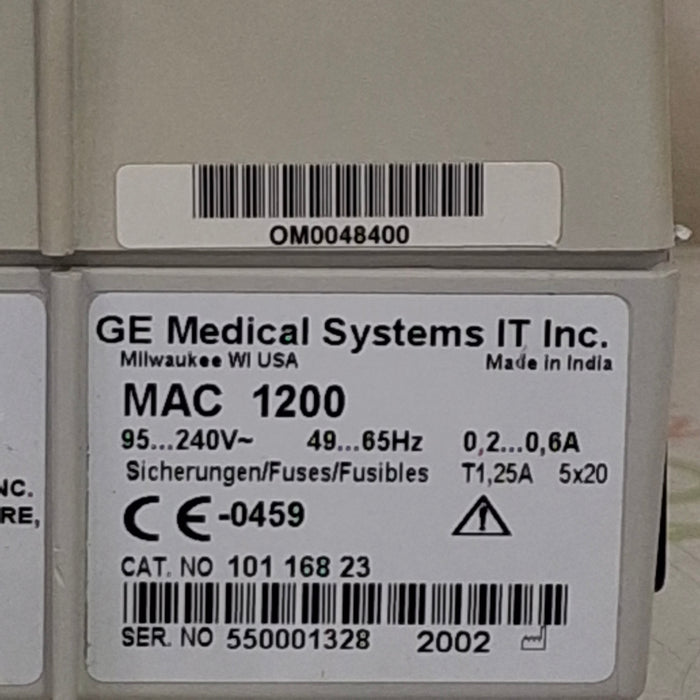 OM0048400
GE Medical Systems IT Inc.
Milwaukee WI USA Made in India
MAC 1200
95...240V~ 49...65Hz 0,2...0,6A
Sicherungen/Fuses/Fusibles T1,25A 5x20
NC.
RE,
CE-0459
CAT. NO 101 168 23
SER. NO 550001328 2002